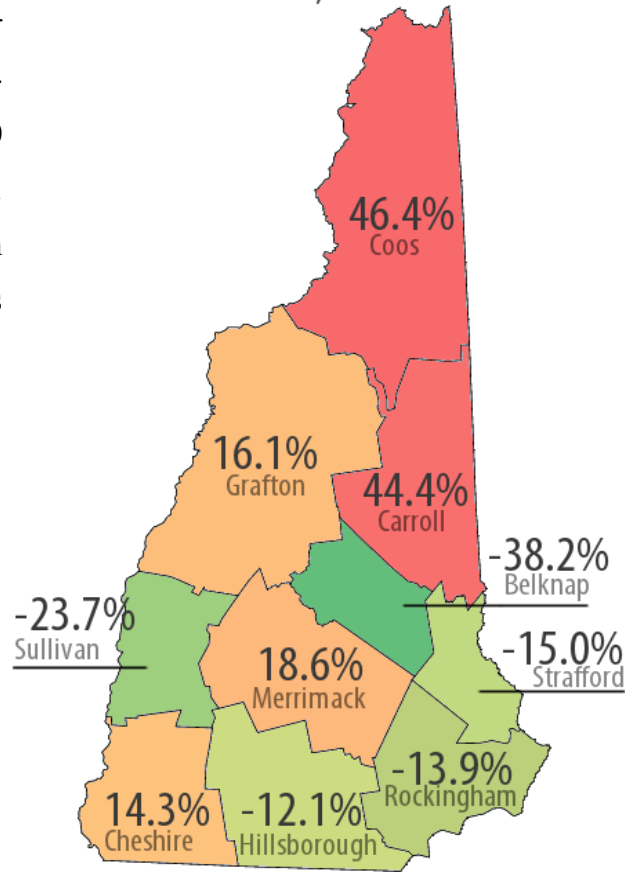 46.4%
Coos
16.1%
Grafton
44.4%
Carroll
-38.2%
Belknap
-23.7%
Sullivan
-15.0%
Strafford
18.6%
Merrimack
-13.9%
Rockingham
14.3%
Cheshire
-12.1%
Hillsborough